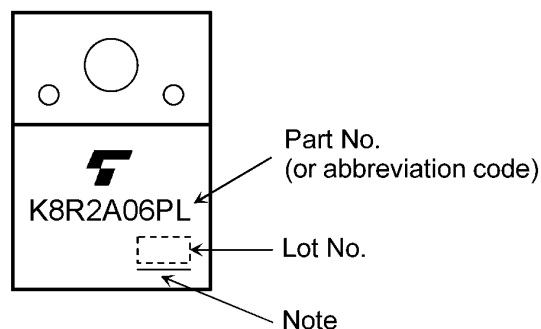 Part No.
(or abbreviation code)
K8R2A06PL
Lot No.
Note